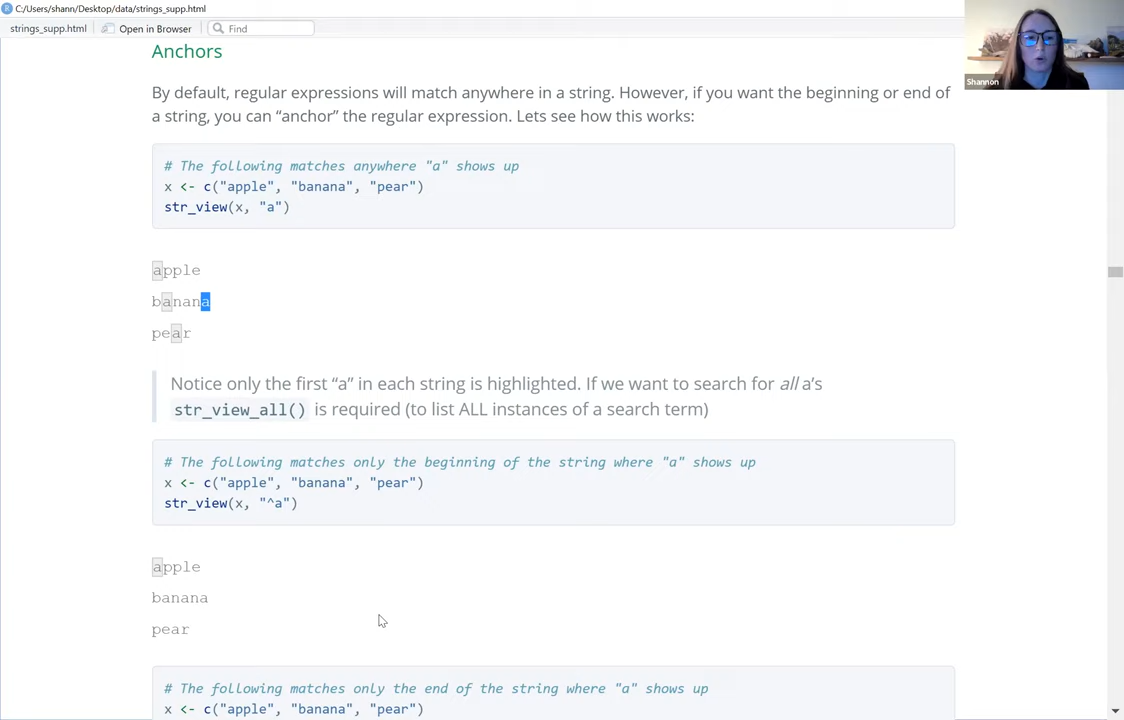 C:/Users/shann/Desktop/data/strings_supp.html
strings_supp.html
Open in Browser
Find
Shannon
Anchors
By default, regular expressions will match anywhere in a string. However, if you want the beginning or end of
a string, you can “anchor” the regular expression. Lets see how this works:
# The following matches anywhere "a" shows up
x <- c("apple", "banana", "pear")
str_view(x, "a")
apple
banana
pear
Notice only the first “a” in each string is highlighted. If we want to search for all a’s
str_view_all() is required (to list ALL instances of a search term)
# The following matches only the beginning of the string where "a" shows up
x <- c("apple", "banana", "pear")
str_view(x, "^a")
apple
banana
pear
# The following matches only the end of the string where "a" shows up
x <- c("apple", "banana", "pear")